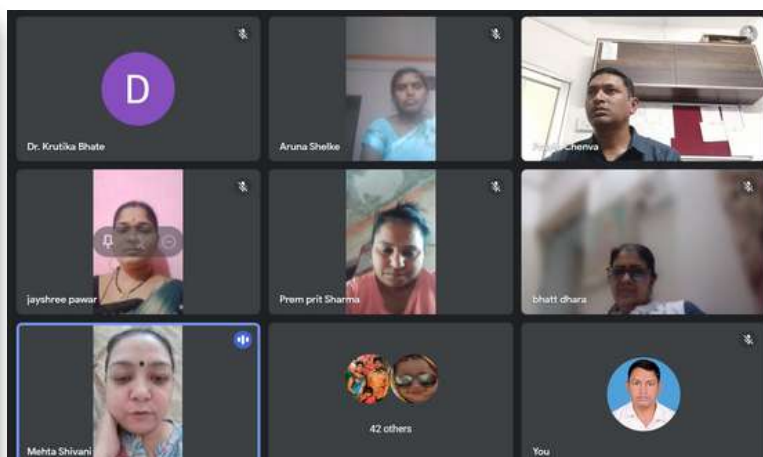 D
Dr. Krutika Bhate
Aruna Shelke
Chenva
jayshree pawar
Prem prit Sharma
bhatt dhara
Mehta Shivani
42 others
You